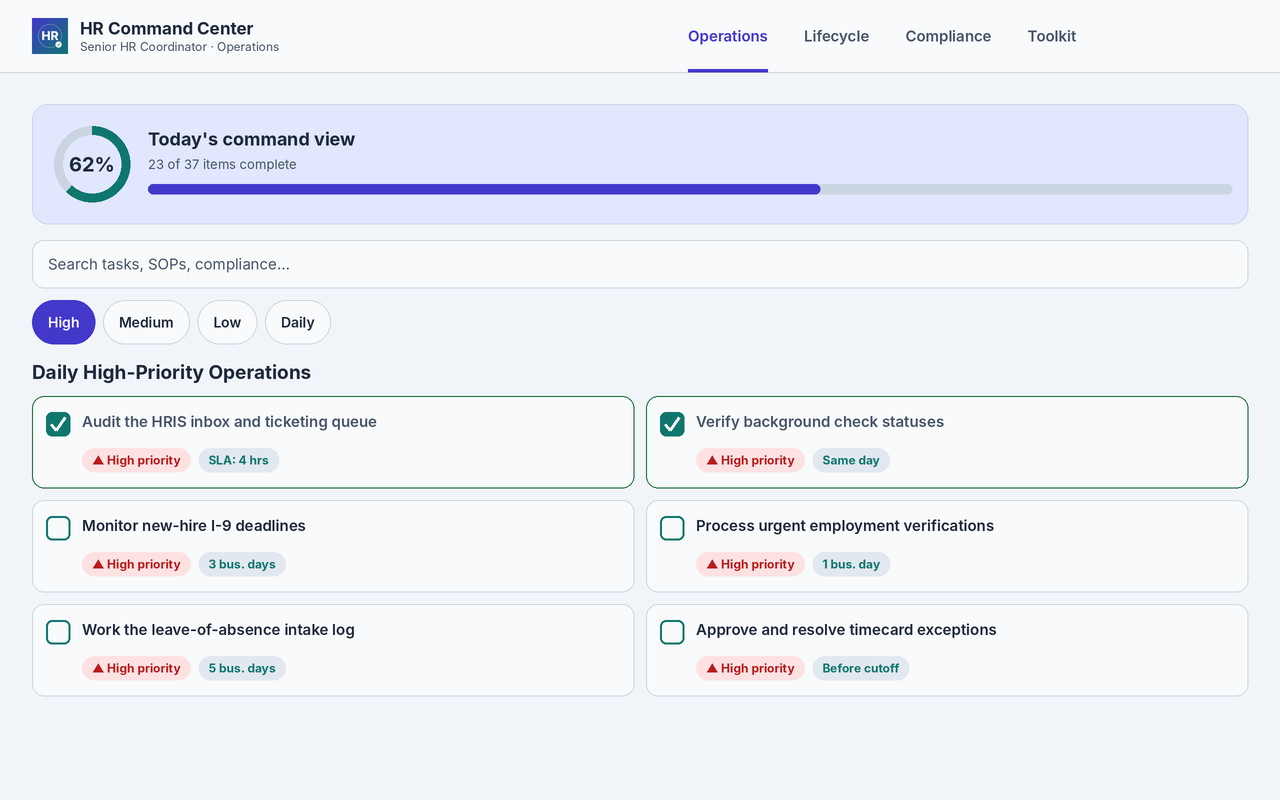 HR
HR Command Center
Senior HR Coordinator · Operations
Operations
Lifecycle
Compliance
Toolkit
62%
Today's command view
23 of 37 items complete
Search tasks, SOPs, compliance...
High
Medium
Low
Daily
Daily High-Priority Operations
Audit the HRIS inbox and ticketing queue
High priority
SLA: 4 hrs
Verify background check statuses
High priority
Same day
Monitor new-hire I-9 deadlines
High priority
3 bus. days
Process urgent employment verifications
High priority
1 bus. day
Work the leave-of-absence intake log
High priority
5 bus. days
Approve and resolve timecard exceptions
High priority
Before cutoff